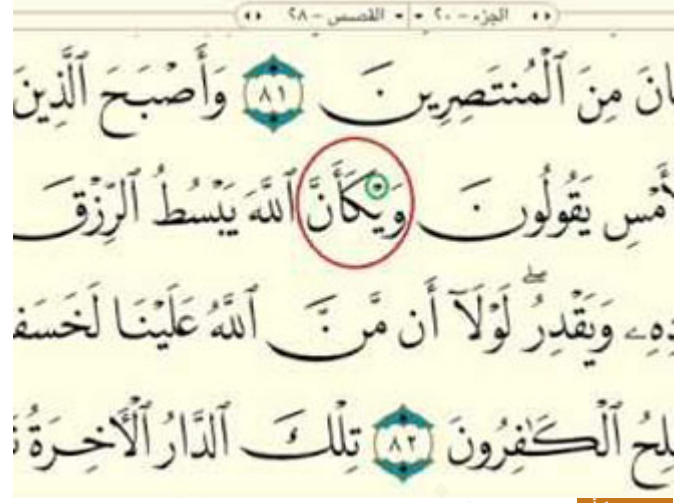 الجزء - ٢٠ القصص - ٢٨
انَ مِنَ ٱلْمُنتَصِرِينَ ٨١ وَأَصْبَحَ ٱلَّذِينَ
أَمْسِ يَقُولُونَ وَيْكَأَنَّ ٱللَّهَ يَبْسُطُ ٱلرِّزْقَ
دِهِۦ وَيَقْدِرُۖ لَوْلَآ أَن مَّنَّ ٱللَّهُ عَلَيْنَا لَخَسَفَ
لِحُ ٱلْكَٰفِرُونَ ٨٢ تِلْكَ ٱلدَّارُ ٱلْأَخِرَةُ